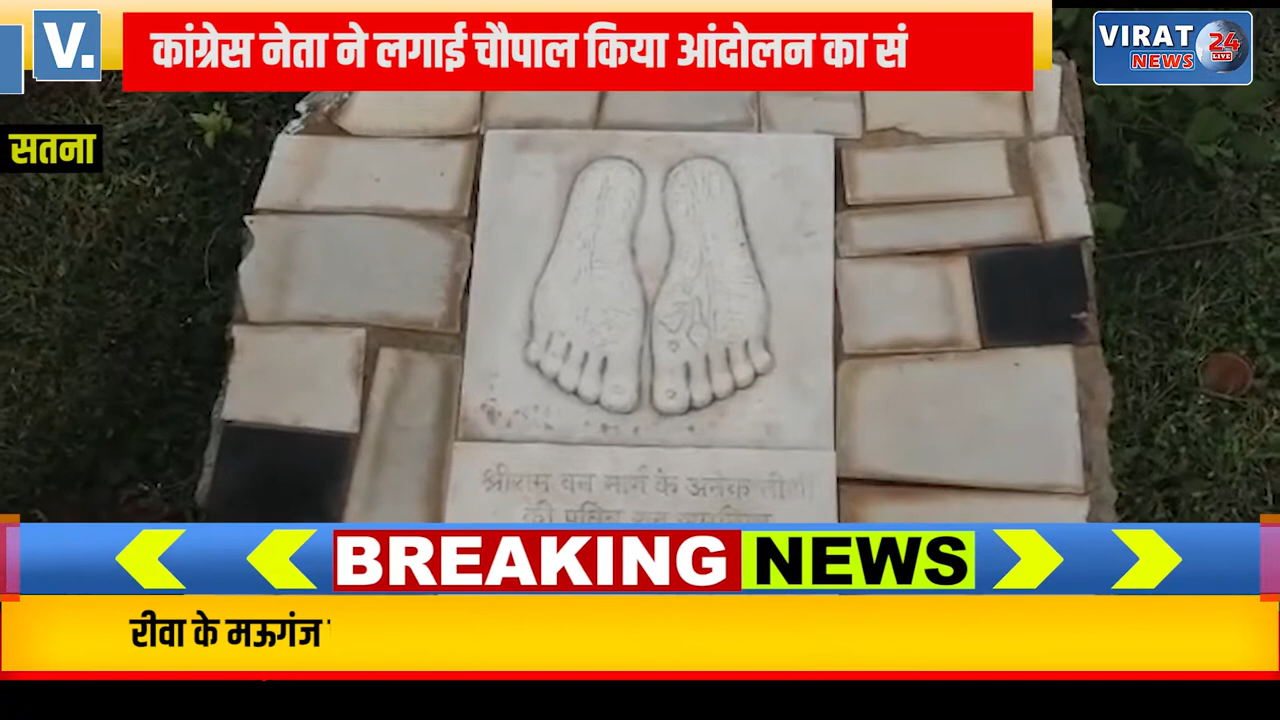 V.
कांग्रेस नेता ने लगाई चौपाल किया आंदोलन का सं
VIRAT
NEWS
24
LIVE
सतना
श्रीराम वन मार्ग के अनेक
की
BREAKING NEWS
रीवा के मऊगंज